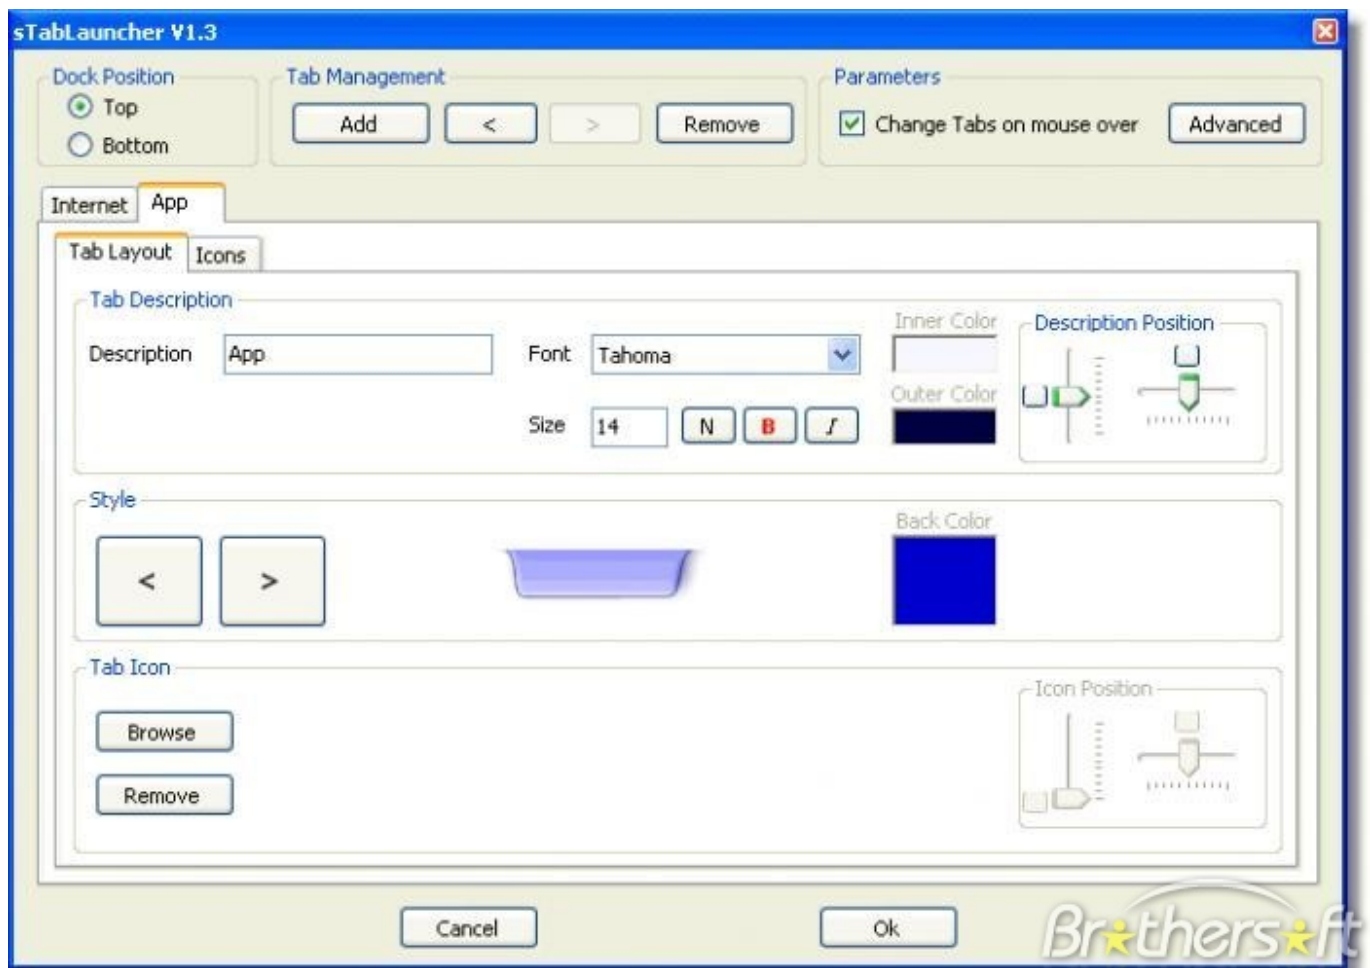 sTabLauncher V1.3
Dock Position
Top
Bottom
Tab Management
Add
<
>
Remove
Parameters
Change Tabs on mouse over
Advanced
Internet
App
Tab Layout
Icons
Tab Description
Description
App
Font
Tahoma
Size
14
N
B
I
Inner Color
Outer Color
Description Position
Style
<
>
Back Color
Tab Icon
Browse
Remove
Icon Position
Cancel
Ok
Brothersoft